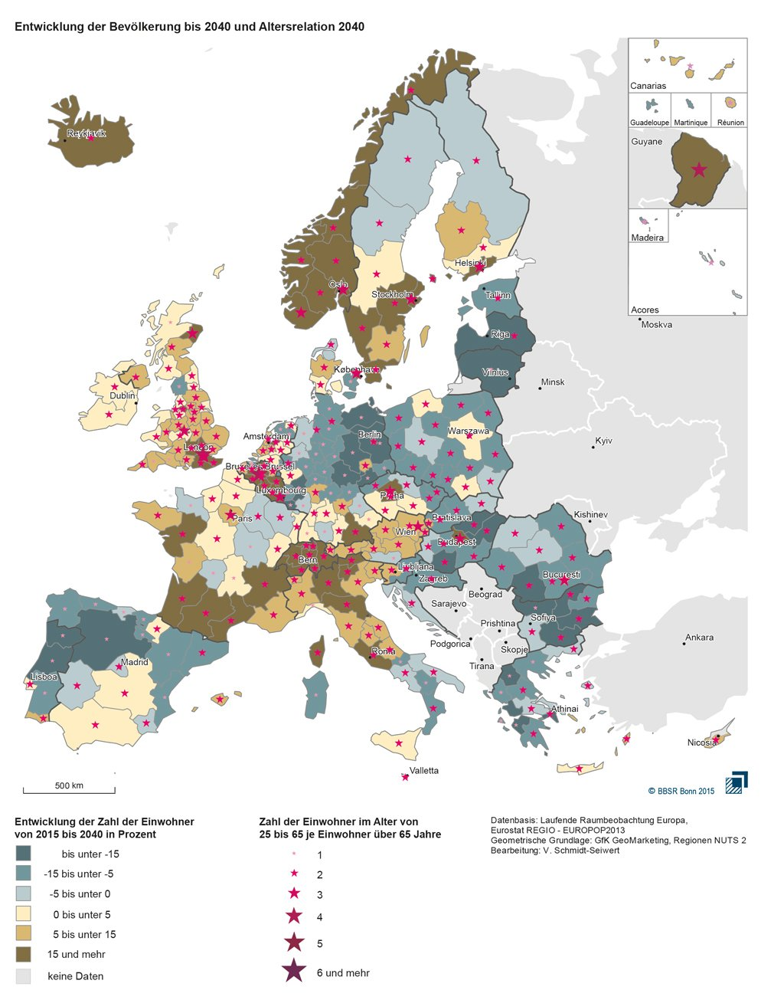 Entwicklung der Bevölkerung bis 2040 und Altersrelation 2040
Canarias
Guadeloupe
Martinique
Réunion
Guyane
Madeira
Acores
Reykjavik
Oslo
Stockholm
Helsinki
Tallinn
Riga
Moskva
Vilnius
Minsk
København
Dublin
London
Amsterdam
Bruxelles/Brussel
Luxembourg
Berlin
Warszawa
Kyiv
Praha
Paris
Wien
Bratislava
Budapest
Kishinev
Bern
Ljubljana
Zagreb
Bucuresti
Beograd
Sarajevo
Prishtina
Sofiya
Podgorica
Skopje
Tirana
Ankara
Madrid
Lisboa
Roma
Athinai
Nicosia
Valletta
500 km
© BBSR Bonn 2015
Entwicklung der Zahl der Einwohner
von 2015 bis 2040 in Prozent
bis unter -15
-15 bis unter -5
-5 bis unter 0
0 bis unter 5
5 bis unter 15
15 und mehr
keine Daten
Zahl der Einwohner im Alter von
25 bis 65 je Einwohner über 65 Jahre
1
2
3
4
5
6 und mehr
Datenbasis: Laufende Raumbeobachtung Europa,
Eurostat REGIO - EUROPOP2013
Geometrische Grundlage: GfK GeoMarketing, Regionen NUTS 2
Bearbeitung: V. Schmidt-Seiwert